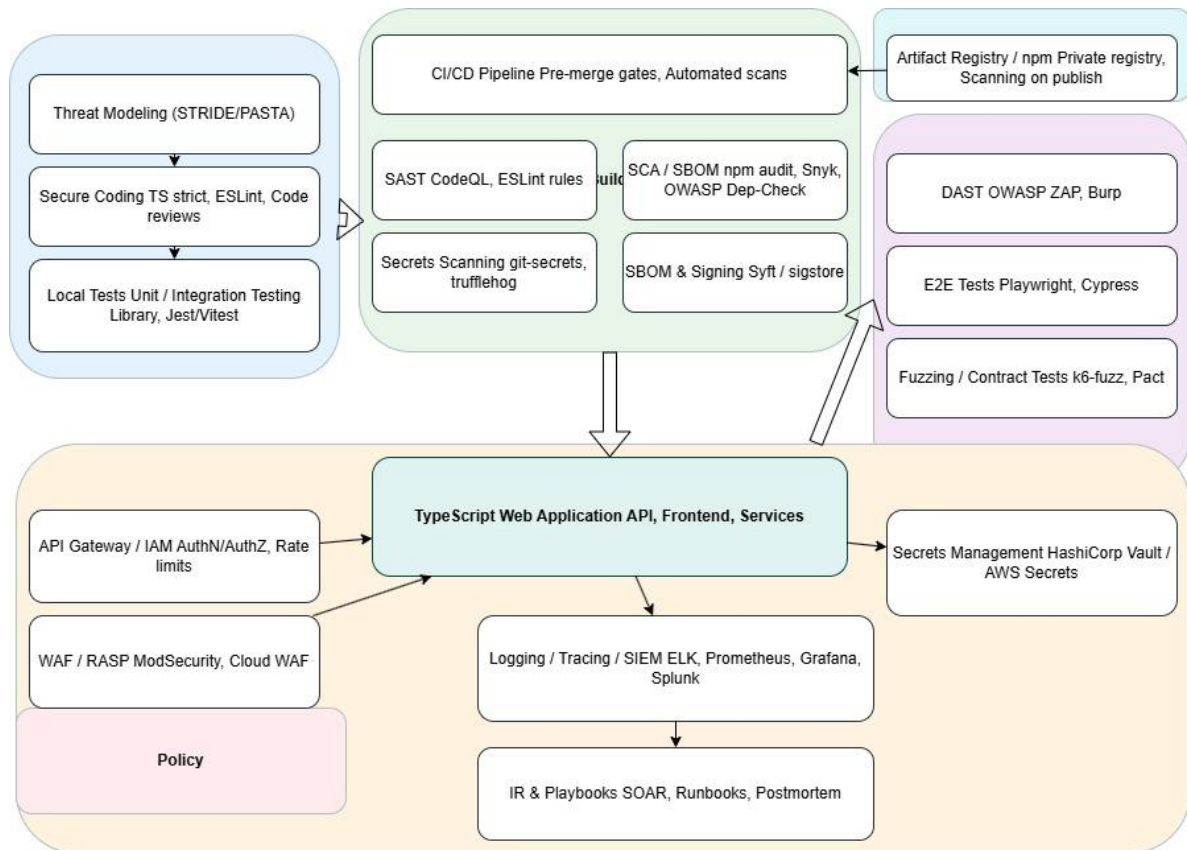 Threat Modeling (STRIDE/PASTA)
Secure Coding TS strict, ESLint, Code
reviews
Local Tests Unit / Integration Testing
Library, Jest/Vitest
CI/CD Pipeline Pre-merge gates, Automated scans
SAST CodeQL, ESLint rules
SCA / SBOM npm audit, Snyk,
OWASP Dep-Check
Secrets Scanning git-secrets,
trufflehog
SBOM & Signing Syft / sigstore
Artifact Registry / npm Private registry,
Scanning on publish
DAST OWASP ZAP, Burp
E2E Tests Playwright, Cypress
Fuzzing / Contract Tests k6-fuzz, Pact
TypeScript Web Application API, Frontend, Services
API Gateway / IAM AuthN/AuthZ, Rate
limits
WAF / RASP ModSecurity, Cloud WAF
Policy
Logging / Tracing / SIEM ELK, Prometheus, Grafana,
Splunk
IR & Playbooks SOAR, Runbooks, Postmortem
Secrets Management HashiCorp Vault /
AWS Secrets